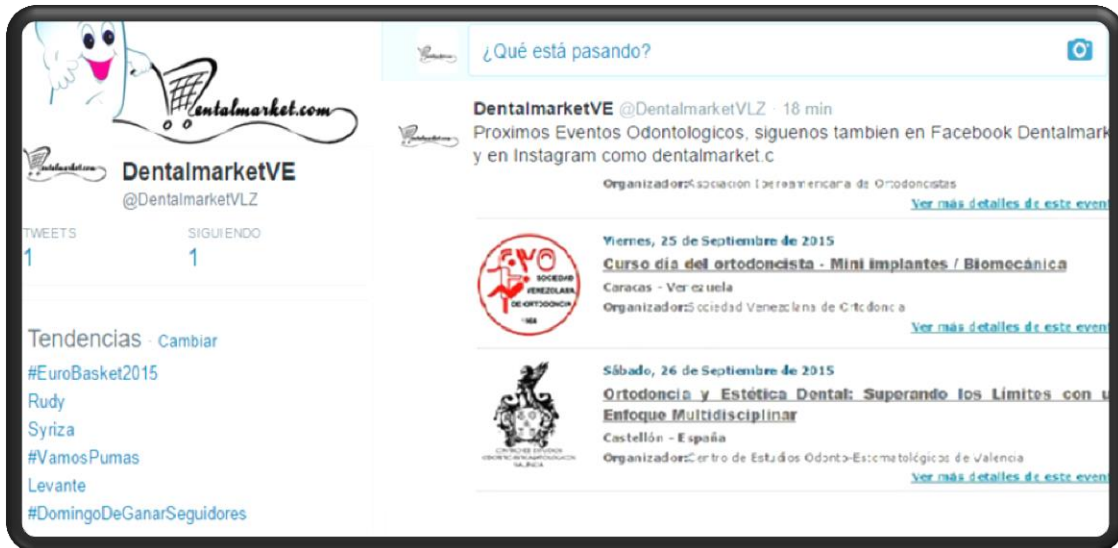 Dentalmarket.com
DentalmarketVE
@DentalmarketVLZ
TWEETS
SIGUIENDO
1
1
Tendencias · Cambiar
#EuroBasket2015
Rudy
Syriza
#VamosPumas
Levante
#DomingoDeGanarSeguidores
¿Qué está pasando?
DentalmarketVE @DentalmarketVLZ · 18 min
Proximos Eventos Odontologicos, siguenos tambien en Facebook Dentalmark
y en Instagram como dentalmarket.c
Organizador:Asociación Iberoamericana de Ortodoncistas
Ver más detalles de este even
SOCIEDAD
VENEZOLANA
DE ORTODONCIA
Viernes, 25 de Septiembre de 2015
Curso día del ortodoncista - Mini implantes / Biomecánica
Caracas - Venezuela
Organizador:Sociedad Venezolana de Ortodoncia
Ver más detalles de este even
CENTRO DE ESTUDIOS
VALENCIA
Sábado, 26 de Septiembre de 2015
Ortodoncia y Estética Dental: Superando los Límites con u
Enfoque Multidisciplinar
Castellón - España
Organizador:Centro de Estudios Odonto-Estomatológicos de Valencia
Ver más detalles de este even